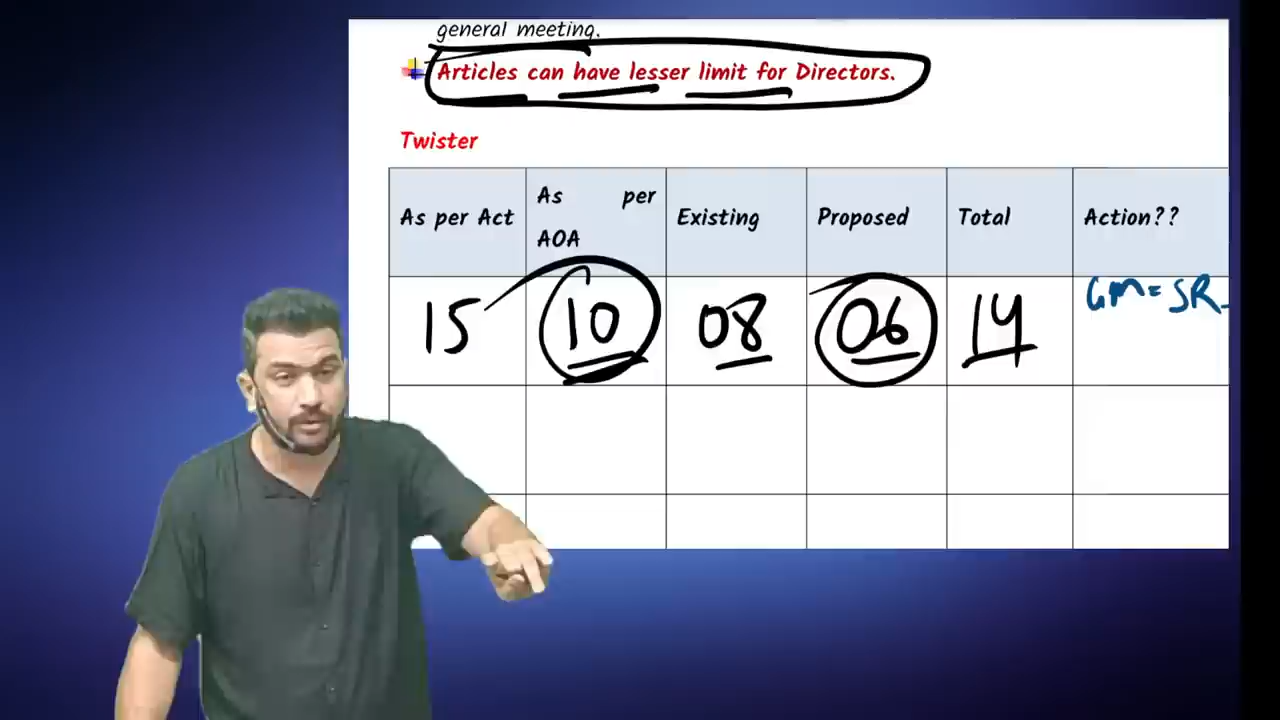 general meeting.
Articles can have lesser limit for Directors.
Twister
As per Act
As per
AOA
Existing
Proposed
Total
Action??
15
10
08
06
14
GM = SR-